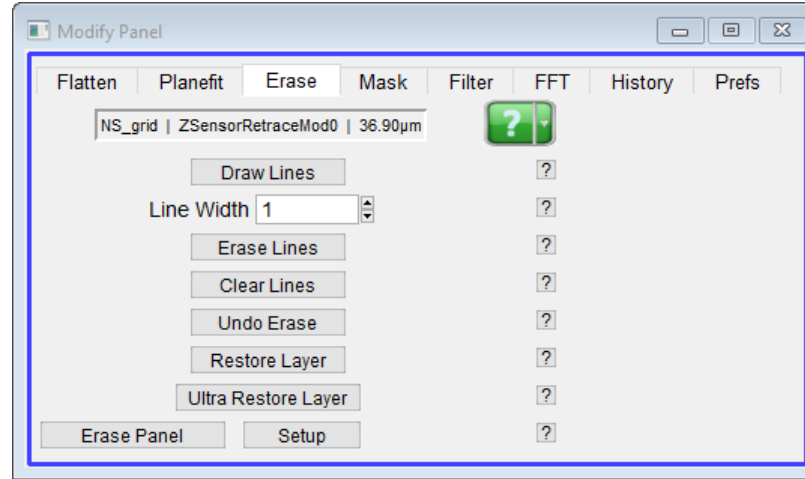 Modify Panel
Flatten Planefit Erase Mask Filter FFT History Prefs
NS_grid | ZSensorRetraceMod0 | 36.90µm ?
Draw Lines ?
Line Width 1 ?
Erase Lines ?
Clear Lines ?
Undo Erase ?
Restore Layer ?
Ultra Restore Layer ?
Erase Panel Setup ?